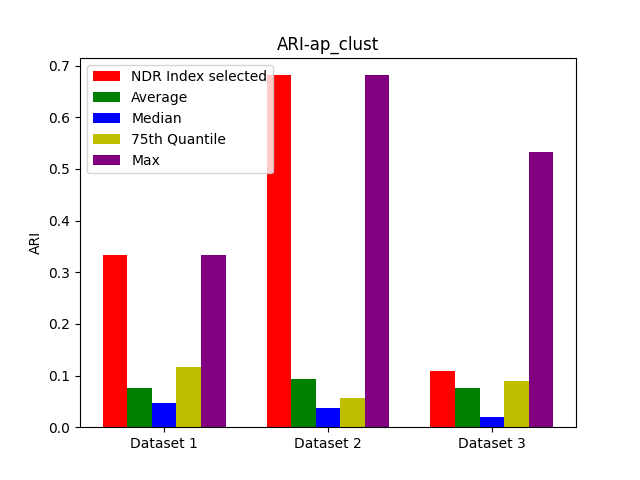 ARI-ap_clust
NDR Index selected
Average
Median
75th Quantile
Max
ARI
0.7
0.6
0.5
0.4
0.3
0.2
0.1
0.0
Dataset 1
Dataset 2
Dataset 3